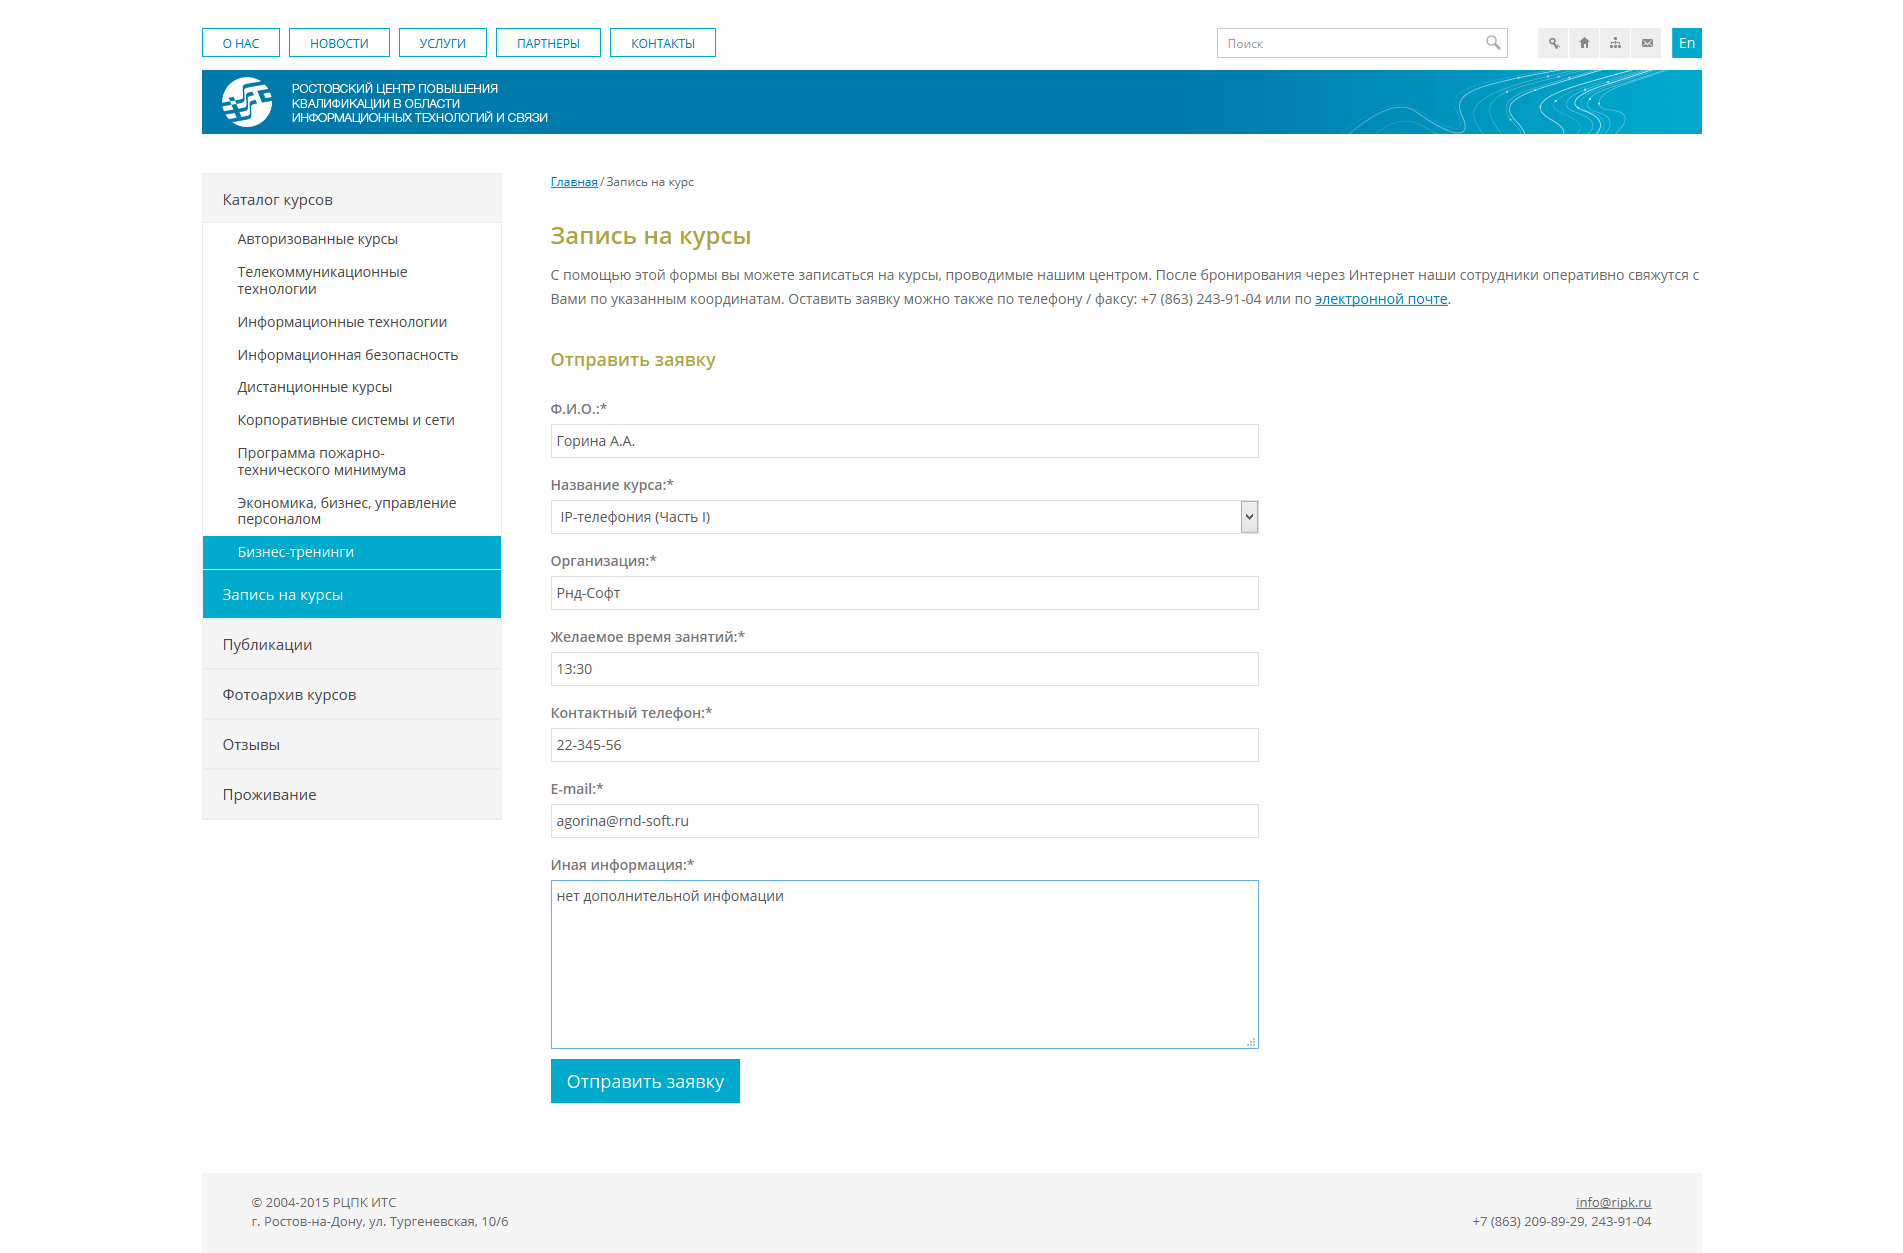 О НАС
НОВОСТИ
УСЛУГИ
ПАРТНЕРЫ
КОНТАКТЫ
Поиск
En
РОСТОВСКИЙ ЦЕНТР ПОВЫШЕНИЯ
КВАЛИФИКАЦИИ В ОБЛАСТИ
ИНФОРМАЦИОННЫХ ТЕХНОЛОГИЙ И СВЯЗИ
Каталог курсов
Авторизованные курсы
Телекоммуникационные
технологии
Информационные технологии
Информационная безопасность
Дистанционные курсы
Корпоративные системы и сети
Программа пожарно-
технического минимума
Экономика, бизнес, управление
персоналом
Бизнес-тренинги
Запись на курсы
Публикации
Фотоархив курсов
Отзывы
Проживание
Главная / Запись на курс
Запись на курсы
С помощью этой формы вы можете записаться на курсы, проводимые нашим центром. После бронирования через Интернет наши сотрудники оперативно свяжутся с
Вами по указанным координатам. Оставить заявку можно также по телефону / факсу: +7 (863) 243-91-04 или по электронной почте.
Отправить заявку
Ф.И.О.:*
Горина А.А.
Название курса:*
IP-телефония (Часть I)
Организация:*
Рнд-Софт
Желаемое время занятий:*
13:30
Контактный телефон:*
22-345-56
E-mail:*
agorina@rnd-soft.ru
Иная информация:*
нет дополнительной инфомации
Отправить заявку
© 2004-2015 РЦПК ИТС
г. Ростов-на-Дону, ул. Тургеневская, 10/6
info@ripk.ru
+7 (863) 209-89-29, 243-91-04